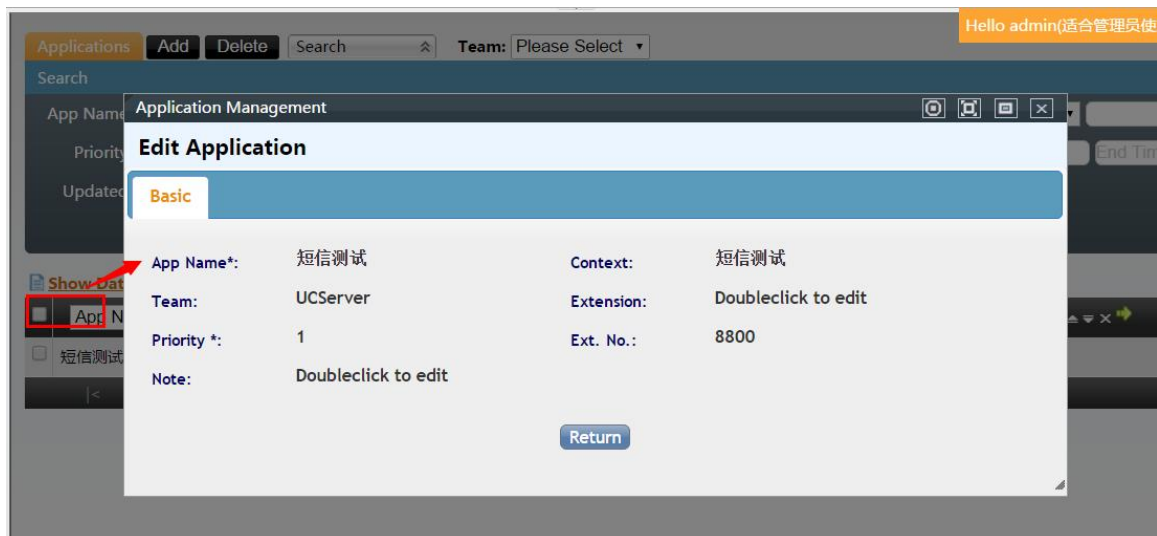 Hello admin(适合管理员使
Applications Add Delete Search Team: Please Select
Search
App Name
Priority End Tim
Updated
Application Management
Edit Application
Basic
App Name*: 短信测试 Context: 短信测试
Team: UCServer Extension: Doubleclick to edit
Priority *: 1 Ext. No.: 8800
Note: Doubleclick to edit
Return
Show Dat
App N
短信测试
|<